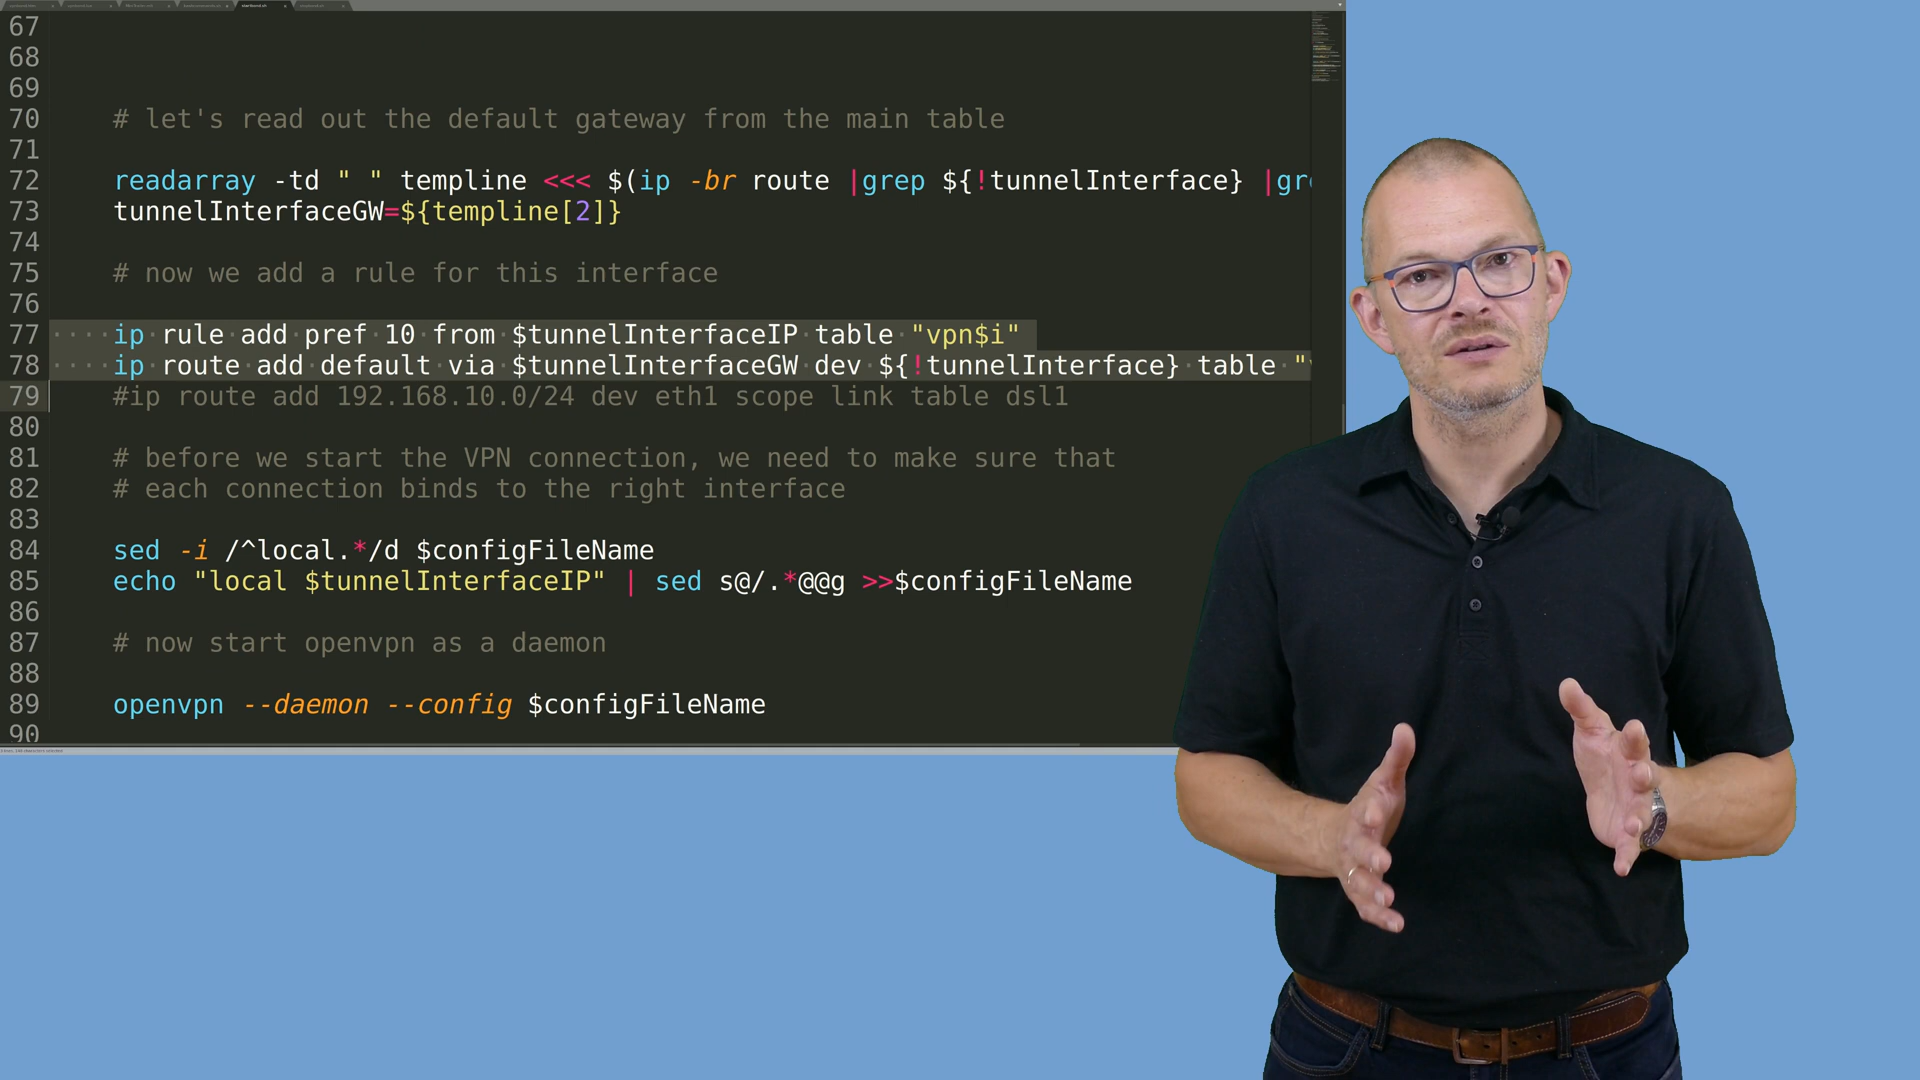 67
68
69
70 # let's read out the default gateway from the main table
71
72 readarray -td " " templine <<< $(ip -br route |grep ${!tunnelInterface} |gr
73 tunnelInterfaceGW=${templine[2]}
74
75 # now we add a rule for this interface
76
77 ip rule add pref 10 from $tunnelInterfaceIP table "vpn$i"
78 ip route add default via $tunnelInterfaceGW dev ${!tunnelInterface} table "
79 #ip route add 192.168.10.0/24 dev eth1 scope link table dsl1
80
81 # before we start the VPN connection, we need to make sure that
82 # each connection binds to the right interface
83
84 sed -i /^local.*/d $configFileName
85 echo "local $tunnelInterfaceIP" | sed s@/.*@@g >>$configFileName
86
87 # now start openvpn as a daemon
88
89 openvpn --daemon --config $configFileName
90